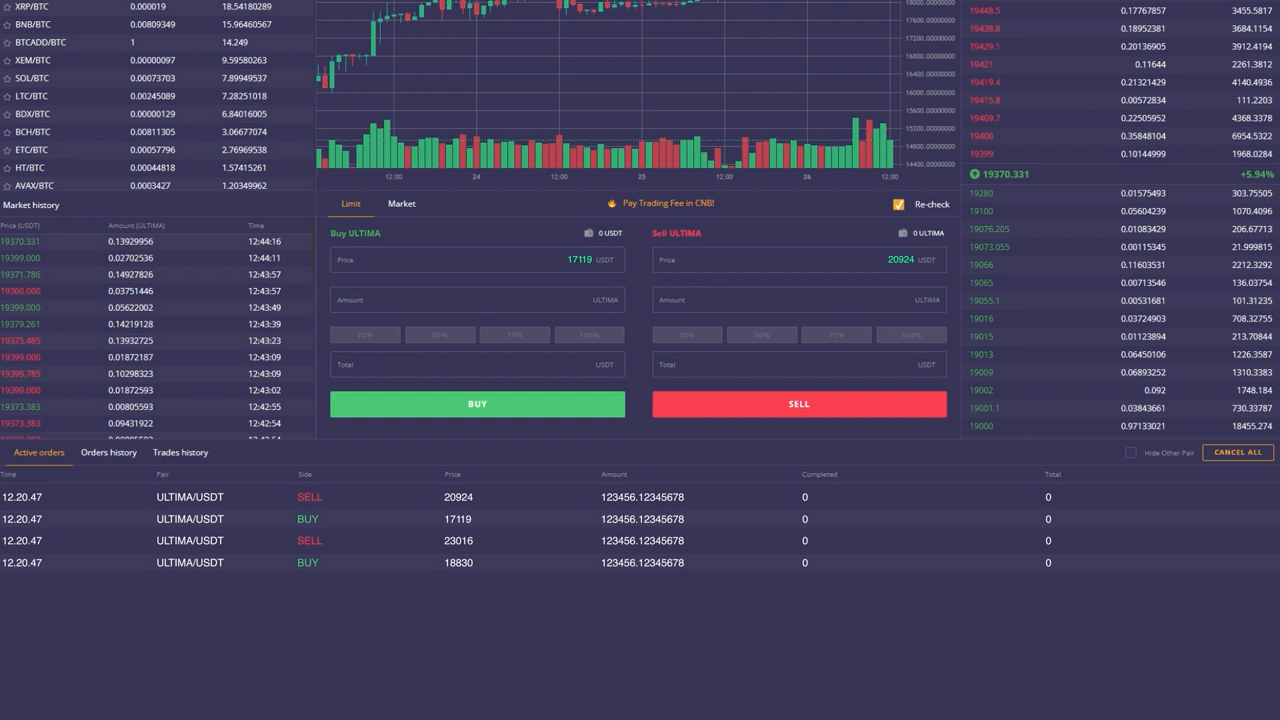 XRP/BTC 0.000019 18.54180289
BNB/BTC 0.00809349 15.96460567
BTCADD/BTC 1 14.249
XEM/BTC 0.00000097 9.59580263
SOL/BTC 0.00073703 7.89949537
LTC/BTC 0.00245089 7.28251018
BDX/BTC 0.00000129 6.84016005
BCH/BTC 0.00811305 3.06677074
ETC/BTC 0.00057796 2.76969538
HT/BTC 0.00044818 1.57415261
AVAX/BTC 0.0003427 1.20349962
18000.00000000
17200.00000000
16800.00000000
16400.00000000
16000.00000000
15200.00000000
14800.00000000
14400.00000000
12:00 24 12:00 25 12:00 26 12:00
19448.5 0.17767857 3455.5817
19438.8 0.18952381 3684.1154
19429.1 0.20136905 3912.4194
19421 0.11644 2261.3812
19419.4 0.21321429 4140.4936
19415.8 0.00572834 111.2203
19409.7 0.22505952 4368.3378
19400 0.35848104 6954.5322
19399 0.10144999 1968.0284
19370.331 +5.94%
19280 0.01575493 303.75505
19100 0.05604239 1070.4096
19076.205 0.01083429 206.67713
19073.055 0.00115345 21.999815
19066 0.11603531 2212.3292
19065 0.00713546 136.03754
19055.1 0.00531681 101.31235
19016 0.03724903 708.32755
19015 0.01123894 213.70844
19013 0.06450106 1226.3587
19009 0.06893252 1310.3383
19002 0.092 1748.184
19001.1 0.03843661 730.33787
19000 0.97133021 18455.274
Market history
Price (USDT) Amount (ULTIMA) Time
19370.331 0.13929956 12:44:16
19399.000 0.02702536 12:44:11
19371.786 0.14927826 12:43:57
19300.000 0.03751446 12:43:57
19399.000 0.05622002 12:43:49
19379.261 0.14219128 12:43:39
19375.485 0.13932725 12:43:23
19399.000 0.01872187 12:43:09
19399.785 0.10298323 12:43:09
19399.000 0.01872593 12:43:02
19373.383 0.00805593 12:42:55
19373.383 0.09431922 12:42:54
Limit Market Pay Trading Fee in CNB! Re-check
Buy ULTIMA 0 USDT Sell ULTIMA 0 ULTIMA
Price 17119 USDT Price 20924 USDT
Amount ULTIMA Amount ULTIMA
25% 50% 75% 100% 25% 50% 75% 100%
Total USDT Total USDT
BUY SELL
Active orders Orders history Trades history Hide Other Pair CANCEL ALL
Time Pair Side Price Amount Completed Total
12.20.47 ULTIMA/USDT SELL 20924 123456.12345678 0 0
12.20.47 ULTIMA/USDT BUY 17119 123456.12345678 0 0
12.20.47 ULTIMA/USDT SELL 23016 123456.12345678 0 0
12.20.47 ULTIMA/USDT BUY 18830 123456.12345678 0 0